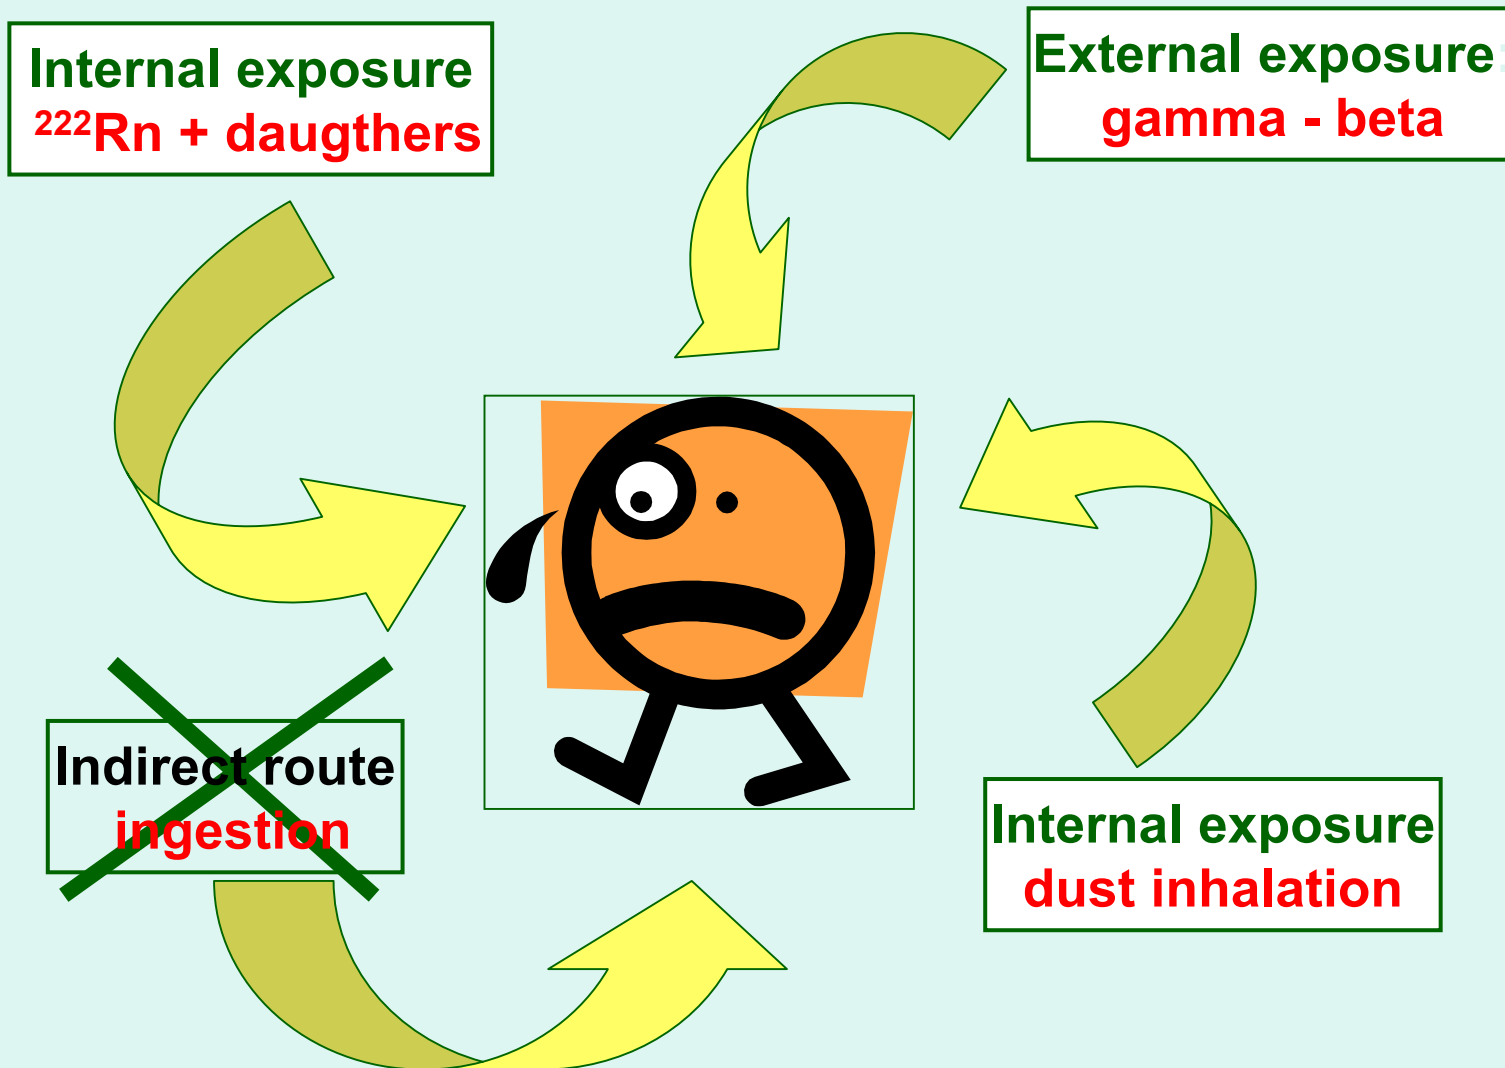 Internal exposure
²²²Rn + daugthers
External exposure:
gamma - beta
Indirect route
ingestion
Internal exposure
dust inhalation